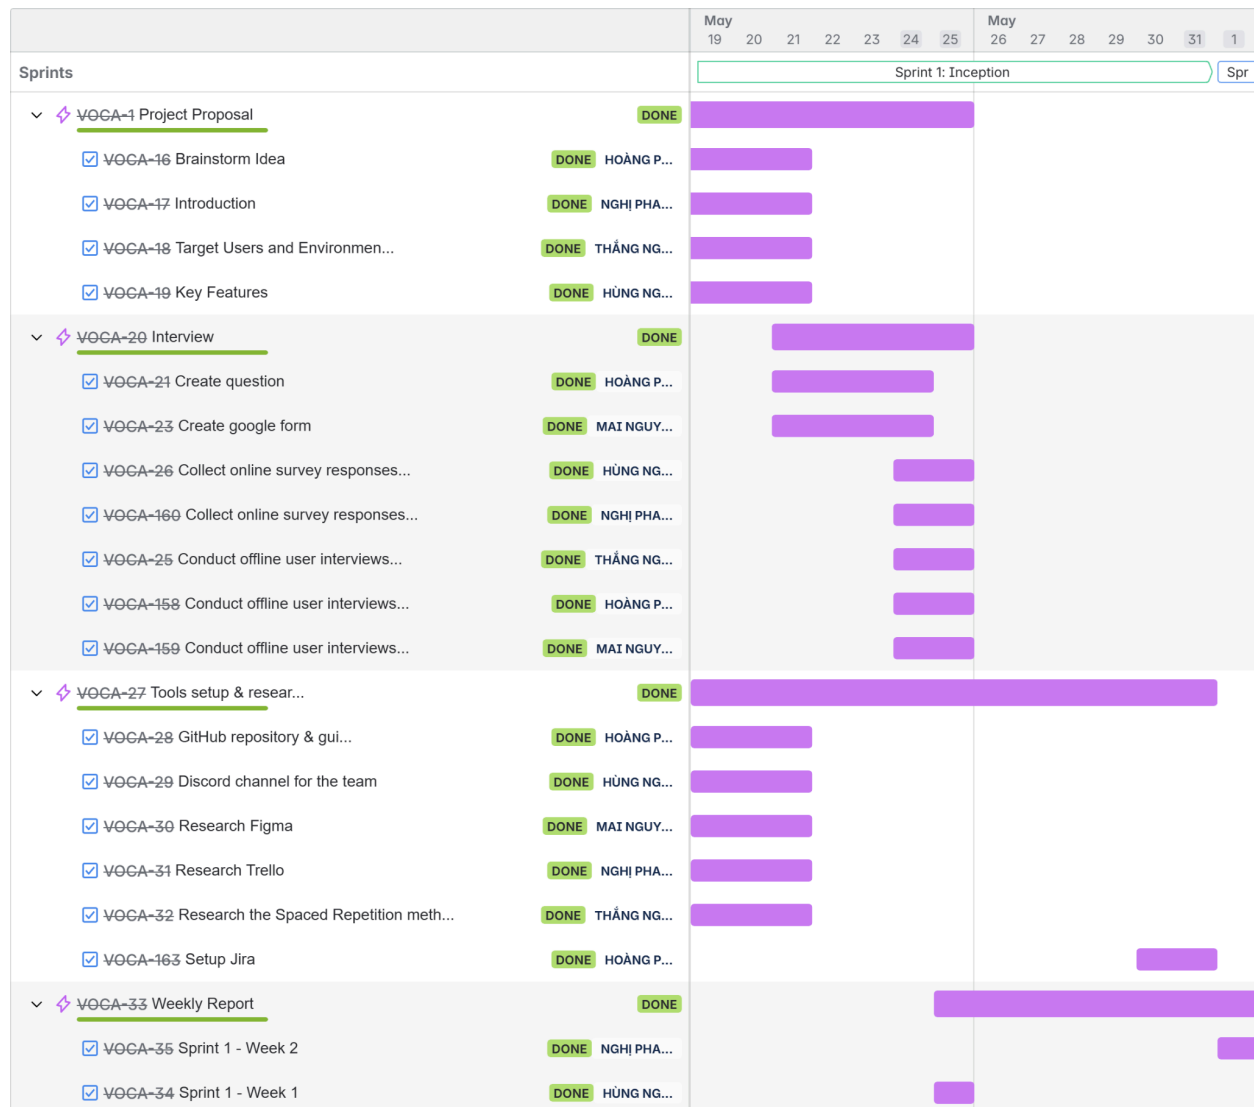 May May
19 20 21 22 23 24 25 26 27 28 29 30 31 1
Sprints Sprint 1: Inception Spr
VOCA-1 Project Proposal DONE
VOCA-16 Brainstorm Idea DONE HOÀNG P...
VOCA-17 Introduction DONE NGHỊ PHA...
VOCA-18 Target Users and Environmen... DONE THẮNG NG...
VOCA-19 Key Features DONE HÙNG NG...
VOCA-20 Interview DONE
VOCA-21 Create question DONE HOÀNG P...
VOCA-23 Create google form DONE MAI NGUY...
VOCA-26 Collect online survey responses... DONE HÙNG NG...
VOCA-160 Collect online survey responses... DONE NGHỊ PHA...
VOCA-25 Conduct offline user interviews... DONE THẮNG NG...
VOCA-158 Conduct offline user interviews... DONE HOÀNG P...
VOCA-159 Conduct offline user interviews... DONE MAI NGUY...
VOCA-27 Tools setup & resear... DONE
VOCA-28 GitHub repository & gui... DONE HOÀNG P...
VOCA-29 Discord channel for the team DONE HÙNG NG...
VOCA-30 Research Figma DONE MAI NGUY...
VOCA-31 Research Trello DONE NGHỊ PHA...
VOCA-32 Research the Spaced Repetition meth... DONE THẮNG NG...
VOCA-163 Setup Jira DONE HOÀNG P...
VOCA-33 Weekly Report DONE
VOCA-35 Sprint 1 - Week 2 DONE NGHỊ PHA...
VOCA-34 Sprint 1 - Week 1 DONE HÙNG NG...